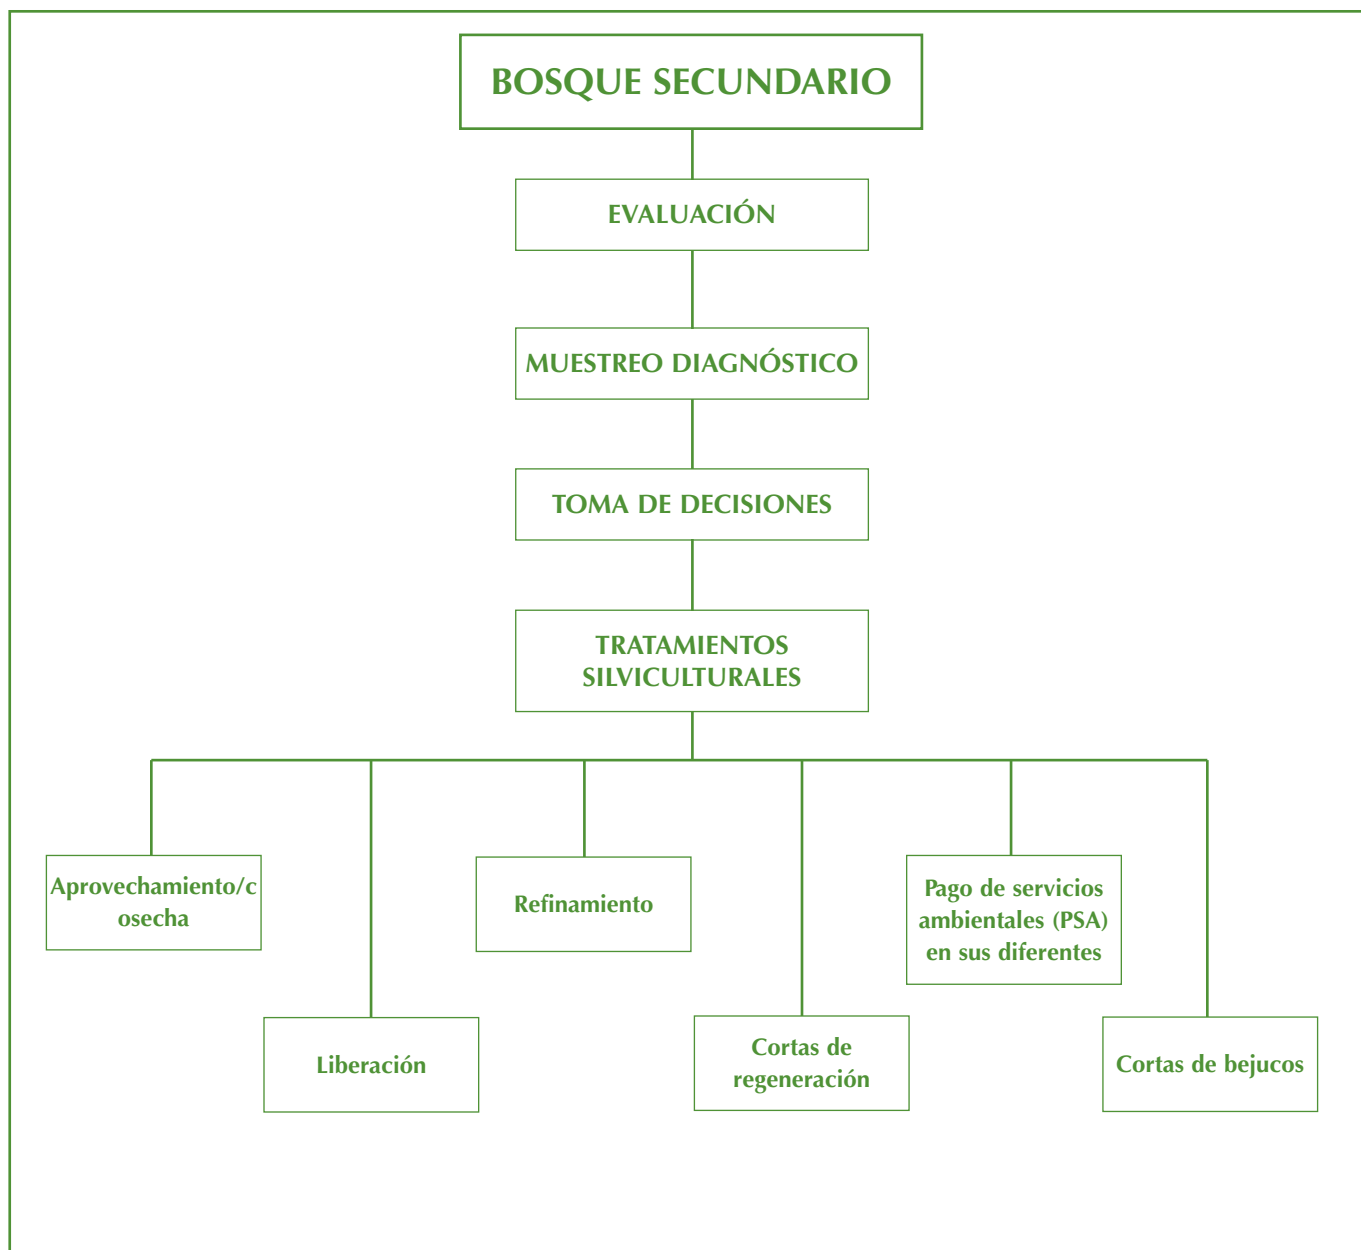 BOSQUE SECUNDARIO
EVALUACIÓN
MUESTREO DIAGNÓSTICO
TOMA DE DECISIONES
TRATAMIENTOS
SILVICULTURALES
Aprovechamiento/c
osecha
Refinamiento
Pago de servicios
ambientales (PSA)
en sus diferentes
Liberación
Cortas de
regeneración
Cortas de bejucos